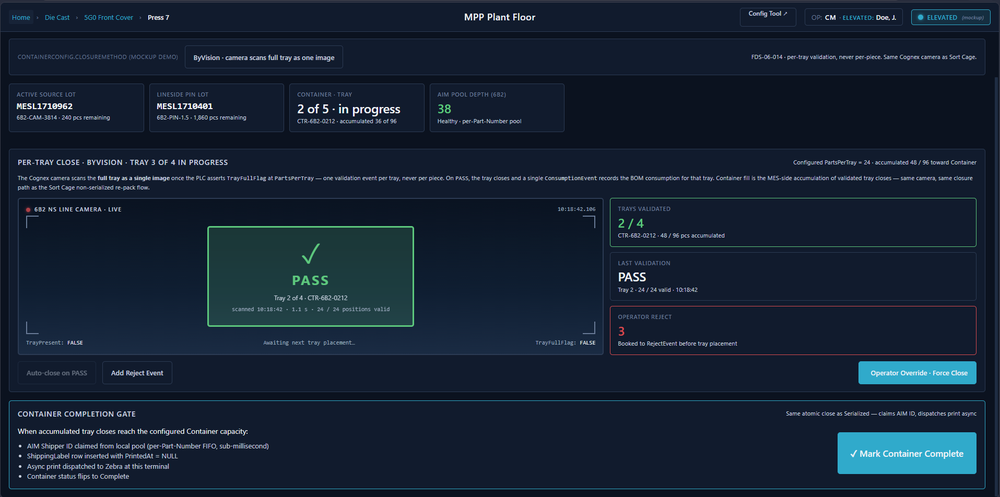 Home › Die Cast › 5G0 Front Cover › Press 7
MPP Plant Floor
Config Tool ↗
OP: CM · ELEVATED: Doe, J.
ELEVATED (mockup)
CONTAINERCONFIG.CLOSUREMETHOD (MOCKUP DEMO)
ByVision · camera scans full tray as one image
FDS-06-014 · per-tray validation, never per-piece. Same Cognex camera as Sort Cage.
ACTIVE SOURCE LOT
MESL1710962
6B2-CAM-3814 · 240 pcs remaining
LINESIDE PIN LOT
MESL1710401
6B2-PIN-1.5 · 1,860 pcs remaining
CONTAINER · TRAY
2 of 5 · in progress
CTR-6B2-0212 · accumulated 36 of 96
AIM POOL DEPTH (6B2)
38
Healthy · per-Part-Number pool
PER-TRAY CLOSE · BYVISION · TRAY 3 OF 4 IN PROGRESS
Configured PartsPerTray = 24 · accumulated 48 / 96 toward Container
The Cognex camera scans the full tray as a single image once the PLC asserts TrayFullFlag at PartsPerTray — one validation event per tray, never per piece. On PASS, the tray closes and a single ConsumptionEvent records the BOM consumption for that tray. Container fill is the MES-side accumulation of validated tray closes — same camera, same closure
path as the Sort Cage non-serialized re-pack flow.
6B2 NS LINE CAMERA · LIVE
10:18:42.106
✓
PASS
Tray 2 of 4 · CTR-6B2-0212
scanned 10:18:42 · 1.1 s · 24 / 24 positions valid
TrayPresent: FALSE
Awaiting next tray placement…
TrayFullFlag: FALSE
TRAYS VALIDATED
2 / 4
CTR-6B2-0212 · 48 / 96 pcs accumulated
LAST VALIDATION
PASS
Tray 2 · 24 / 24 valid · 10:18:42
OPERATOR REJECT
3
Booked to RejectEvent before tray placement
Auto-close on PASS
Add Reject Event
Operator Override · Force Close
CONTAINER COMPLETION GATE
Same atomic close as Serialized — claims AIM ID, dispatches print async
When accumulated tray closes reach the configured Container capacity:
• AIM Shipper ID claimed from local pool (per-Part-Number FIFO, sub-millisecond)
• ShippingLabel row inserted with PrintedAt = NULL
• Async print dispatched to Zebra at this terminal
• Container status flips to Complete
✓ Mark Container Complete